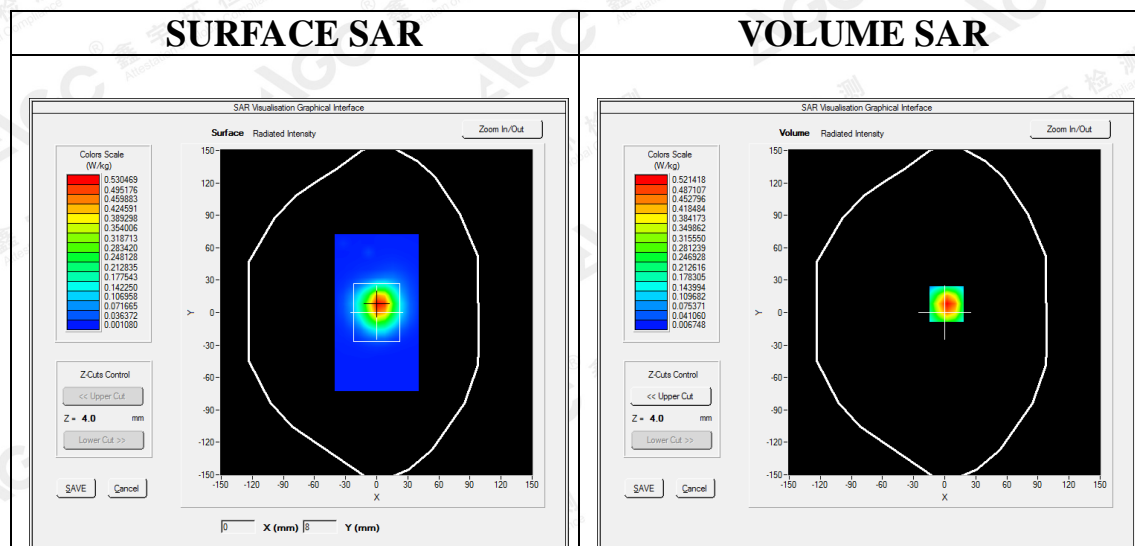 SURFACE SAR
SAR Visualisation Graphical Interface
Surface Radiated Intensity
Zoom In/Out
Colors Scale
(W/kg)
0.530469
0.495176
0.459883
0.424591
0.389298
0.354006
0.318713
0.283420
0.248128
0.212835
0.177543
0.142250
0.106958
0.071665
0.036372
0.001080
150
120
90
60
30
0
-30
-60
-90
-120
-150
Y
-150 -120 -90 -60 -30 0 30 60 90 120 150
X
Z-Cuts Control
<< Upper Cut
Z = 4.0 mm
Lower Cut >>
SAVE Cancel
0 X (mm) 8 Y (mm)
VOLUME SAR
SAR Visualisation Graphical Interface
Volume Radiated Intensity
Zoom In/Out
Colors Scale
(W/kg)
0.521418
0.487107
0.452796
0.418484
0.384173
0.349862
0.315550
0.281239
0.246928
0.212616
0.178305
0.143994
0.109682
0.075371
0.041060
0.006748
150
120
90
60
30
0
-30
-60
-90
-120
-150
Y
-150 -120 -90 -60 -30 0 30 60 90 120 150
X
Z-Cuts Control
<< Upper Cut
Z = 4.0 mm
Lower Cut >>
SAVE Cancel